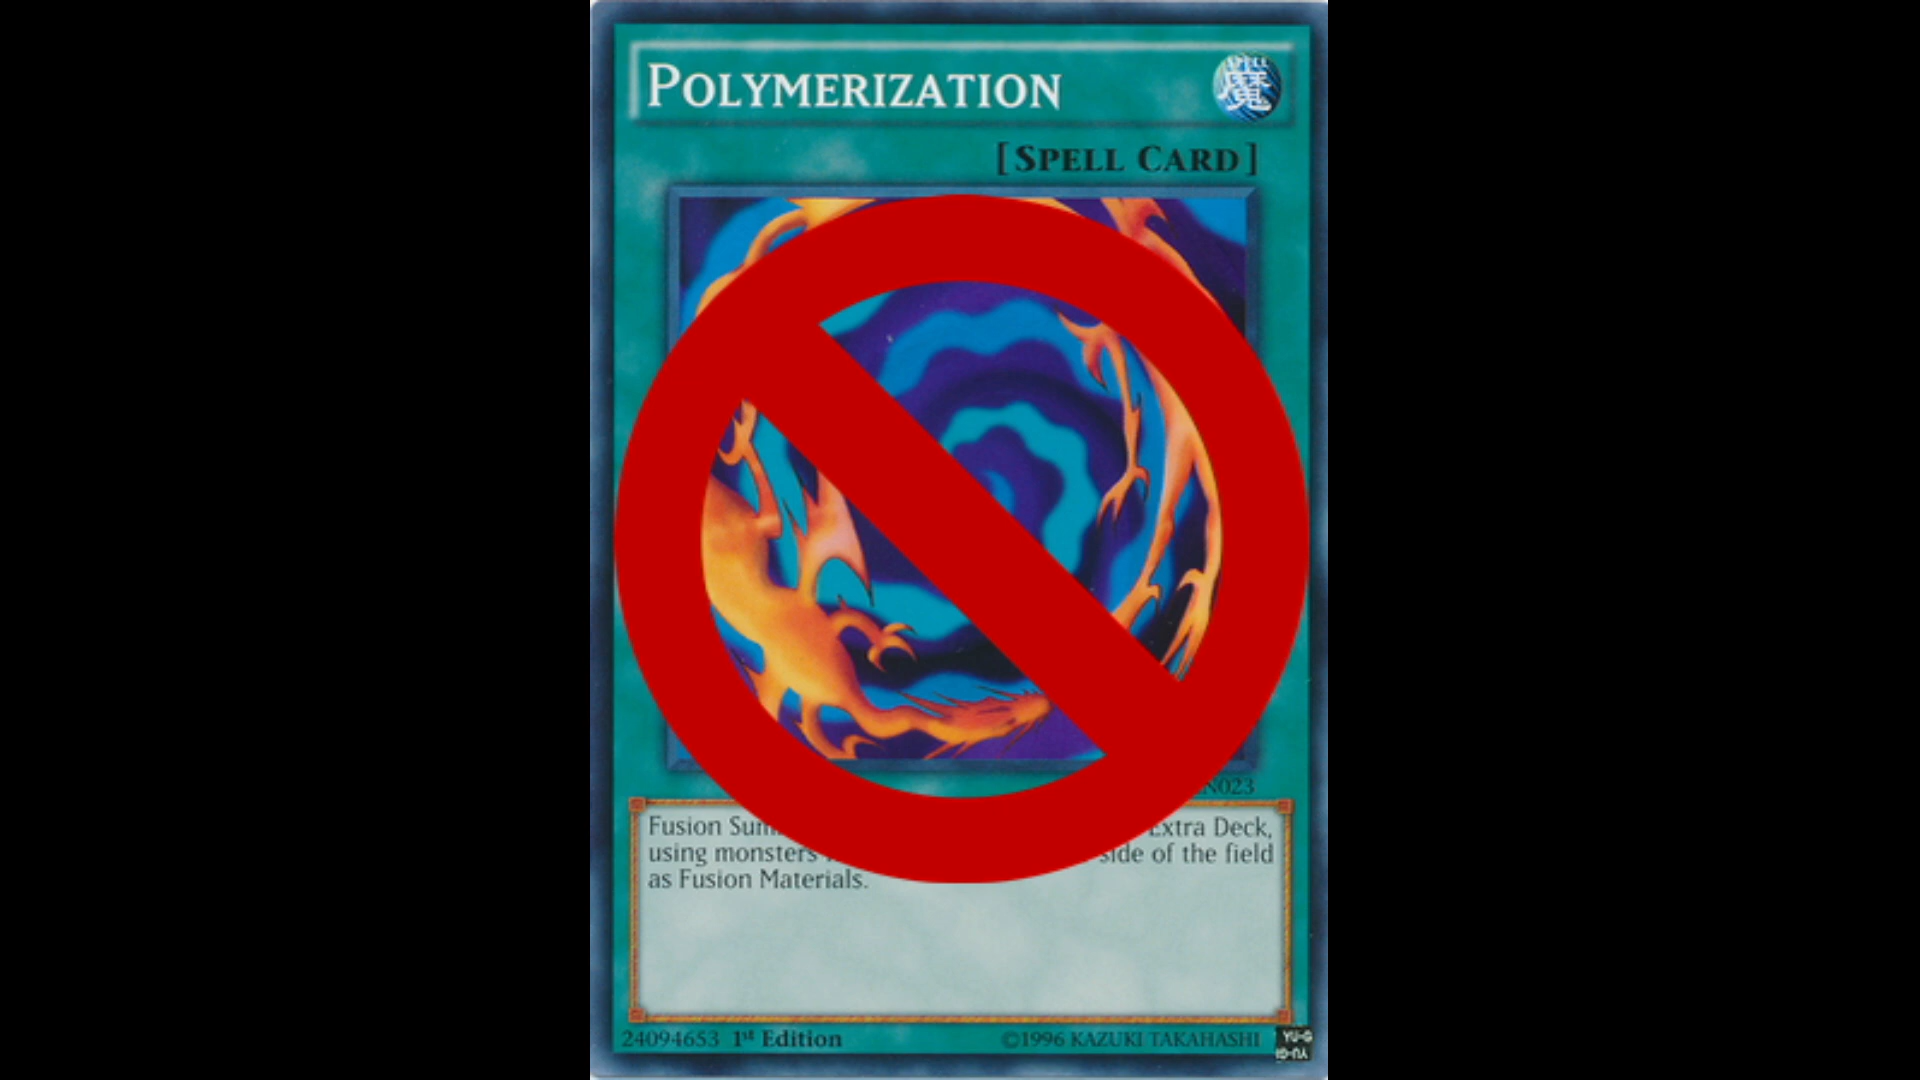 POLYMERIZATION
SPELL
魔
[SPELL CARD]
N023
Fusion Sum Extra Deck,
using monsters side of the field
as Fusion Materials.
24094653 1st Edition ©1996 KAZUKI TAKAHASHI
YU-G